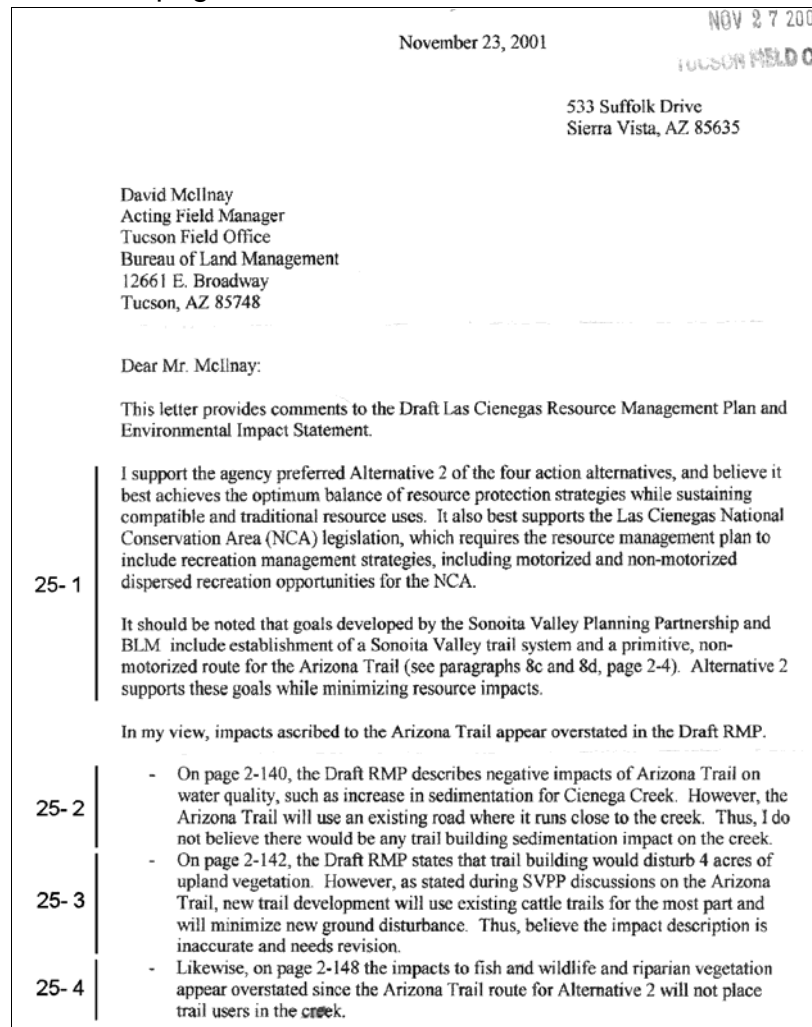 November 23, 2001
NOV 27 200
TUCSON FIELD O
533 Suffolk Drive
Sierra Vista, AZ 85635
David McIlnay
Acting Field Manager
Tucson Field Office
Bureau of Land Management
12661 E. Broadway
Tucson, AZ 85748
Dear Mr. McIlnay:
This letter provides comments to the Draft Las Cienegas Resource Management Plan and
Environmental Impact Statement.
I support the agency preferred Alternative 2 of the four action alternatives, and believe it
best achieves the optimum balance of resource protection strategies while sustaining
compatible and traditional resource uses. It also best supports the Las Cienegas National
Conservation Area (NCA) legislation, which requires the resource management plan to
include recreation management strategies, including motorized and non-motorized
25- 1 dispersed recreation opportunities for the NCA.
It should be noted that goals developed by the Sonoita Valley Planning Partnership and
BLM include establishment of a Sonoita Valley trail system and a primitive, non-
motorized route for the Arizona Trail (see paragraphs 8c and 8d, page 2-4). Alternative 2
supports these goals while minimizing resource impacts.
In my view, impacts ascribed to the Arizona Trail appear overstated in the Draft RMP.
- On page 2-140, the Draft RMP describes negative impacts of Arizona Trail on
25- 2 water quality, such as increase in sedimentation for Cienega Creek. However, the
Arizona Trail will use an existing road where it runs close to the creek. Thus, I do
not believe there would be any trail building sedimentation impact on the creek.
- On page 2-142, the Draft RMP states that trail building would disturb 4 acres of
upland vegetation. However, as stated during SVPP discussions on the Arizona
25- 3 Trail, new trail development will use existing cattle trails for the most part and
will minimize new ground disturbance. Thus, believe the impact description is
inaccurate and needs revision.
- Likewise, on page 2-148 the impacts to fish and wildlife and riparian vegetation
25- 4 appear overstated since the Arizona Trail route for Alternative 2 will not place
trail users in the creek.